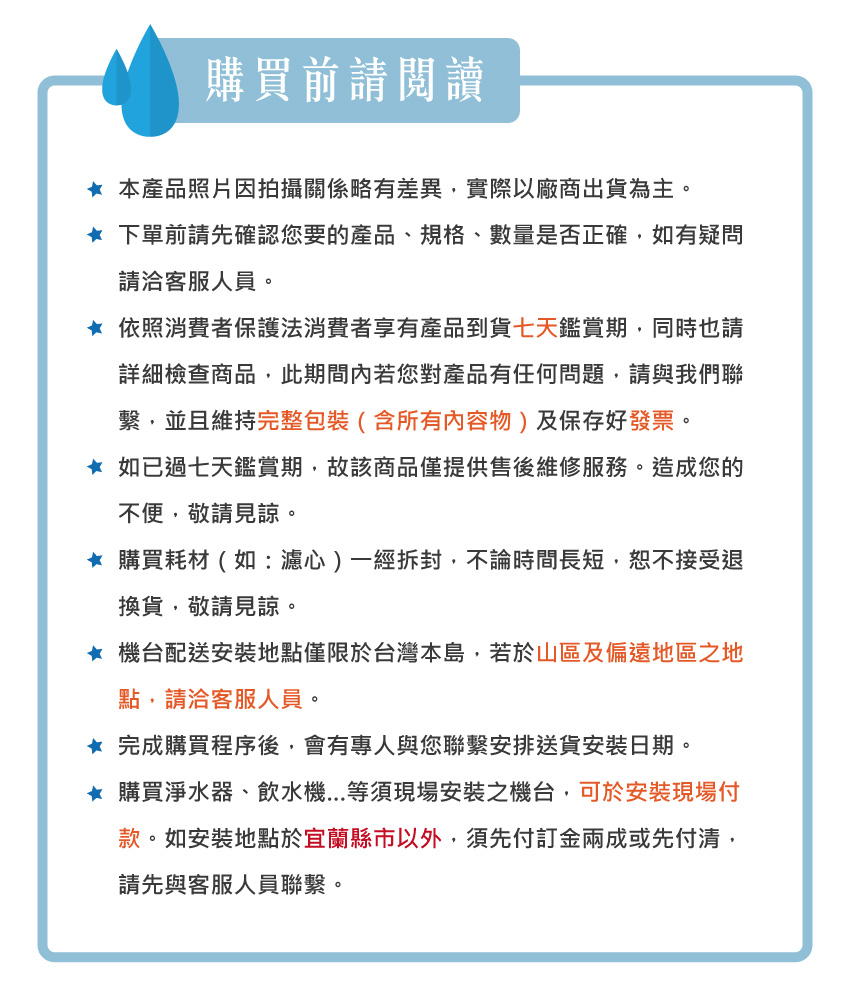 購買前請閱讀
★ 本產品照片因拍攝關係略有差異，實際以廠商出貨為主。
★ 下單前請先確認您要的產品、規格、數量是否正確，如有疑問
請洽客服人員。
★ 依照消費者保護法消費者享有產品到貨七天鑑賞期，同時也請
詳細檢查商品，此期間內若您對產品有任何問題，請與我們聯
繫，並且維持完整包裝（含所有內容物）及保存好發票。
★ 如已過七天鑑賞期，故該商品僅提供售後維修服務。造成您的
不便，敬請見諒。
★ 購買耗材（如：濾心）一經拆封，不論時間長短，恕不接受退
換貨，敬請見諒。
★ 機台配送安裝地點僅限於台灣本島，若於山區及偏遠地區之地
點，請洽客服人員。
★ 完成購買程序後，會有專人與您聯繫安排送貨安裝日期。
★ 購買淨水器、飲水機...等須現場安裝之機台，可於安裝現場付
款。如安裝地點於宜蘭縣市以外，須先付訂金兩成或先付清，
請先與客服人員聯繫。